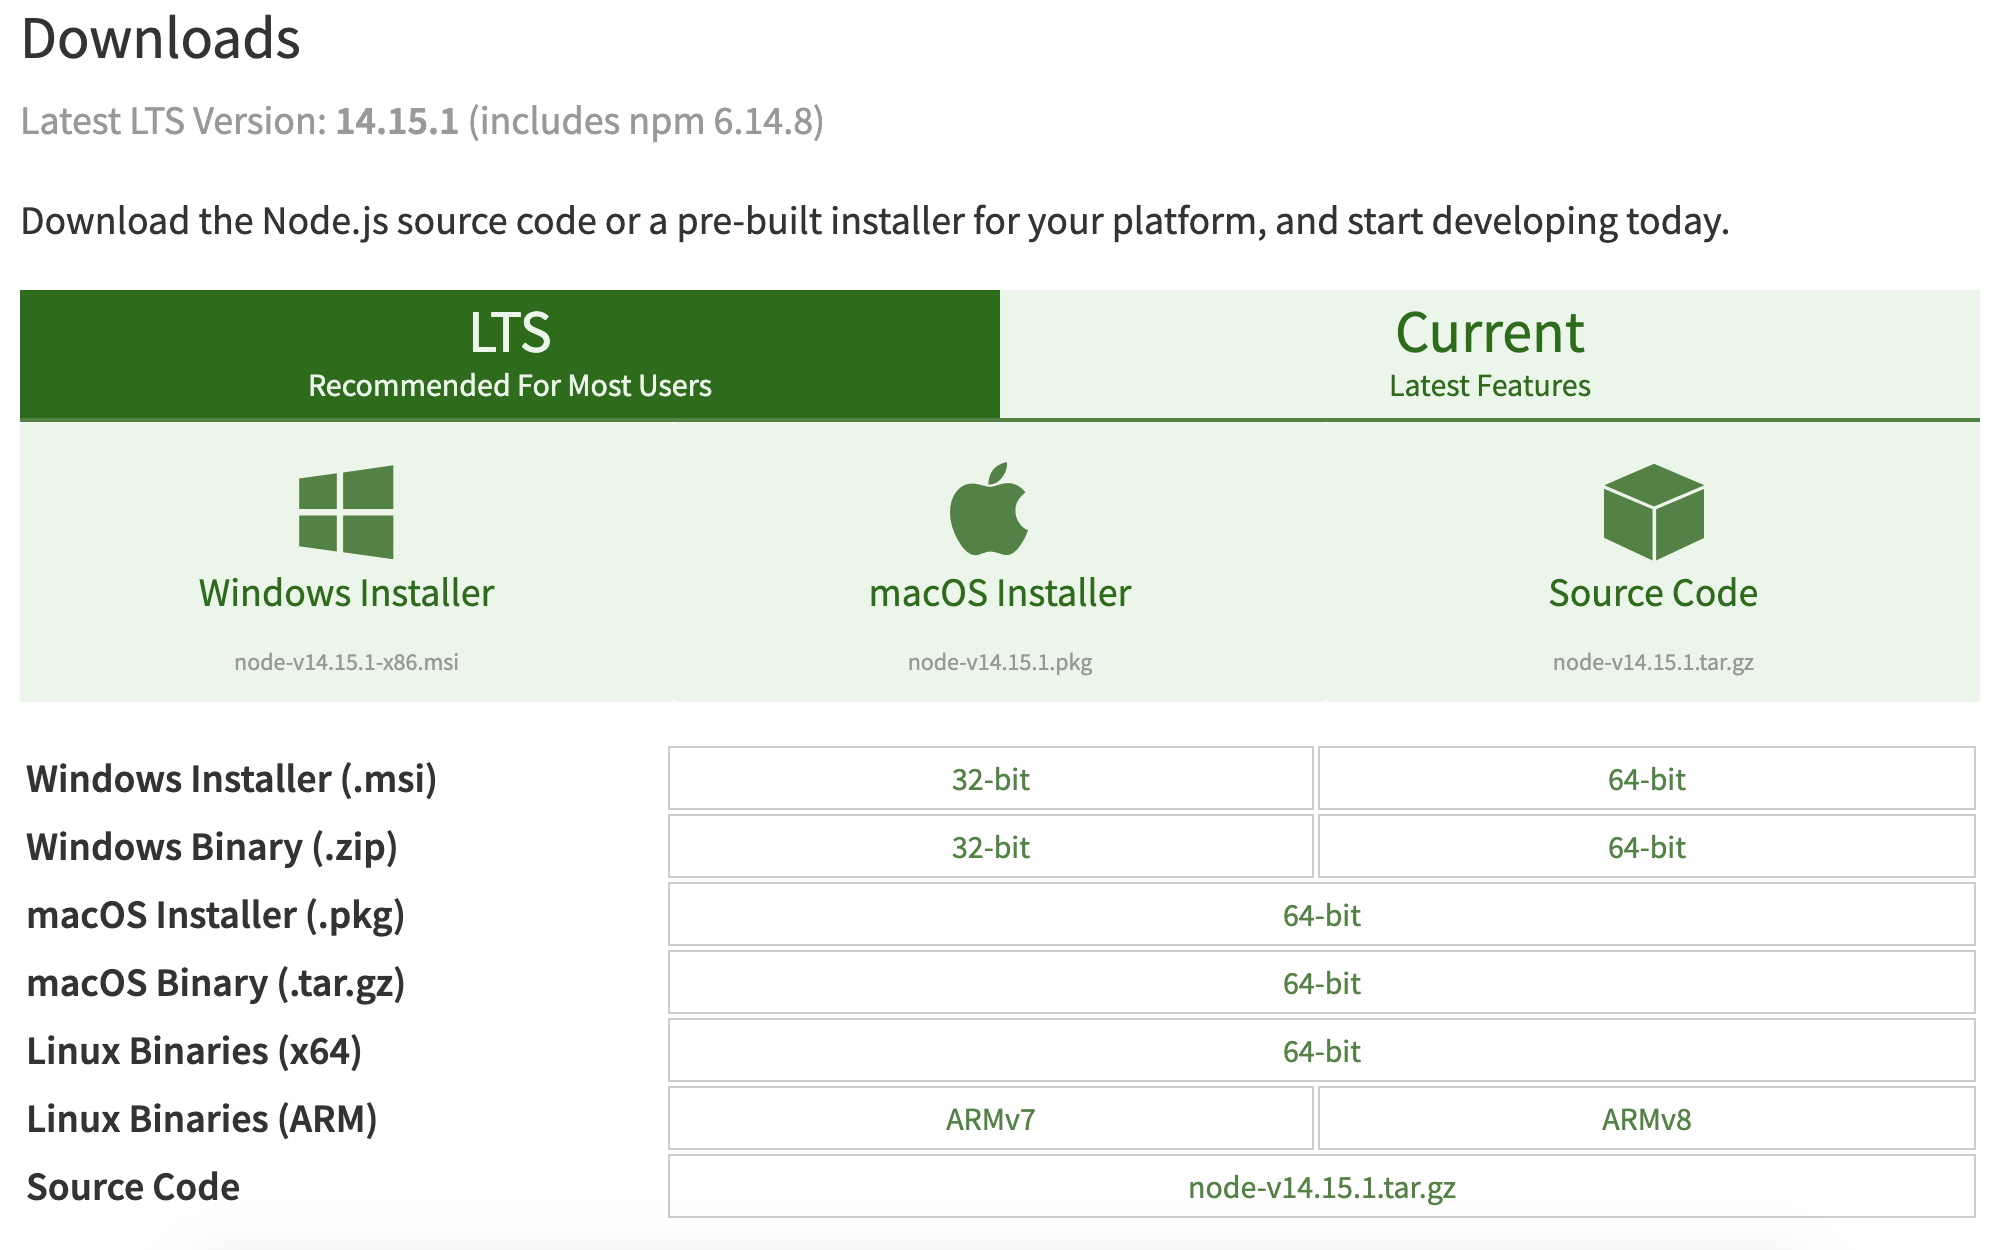 Downloads
Latest LTS Version: 14.15.1 (includes npm 6.14.8)
Download the Node.js source code or a pre-built installer for your platform, and start developing today.
LTS
Recommended For Most Users
Current
Latest Features
Windows Installer
node-v14.15.1-x86.msi
macOS Installer
node-v14.15.1.pkg
Source Code
node-v14.15.1.tar.gz
Windows Installer (.msi) 32-bit 64-bit
Windows Binary (.zip) 32-bit 64-bit
macOS Installer (.pkg) 64-bit
macOS Binary (.tar.gz) 64-bit
Linux Binaries (x64) 64-bit
Linux Binaries (ARM) ARMv7 ARMv8
Source Code node-v14.15.1.tar.gz